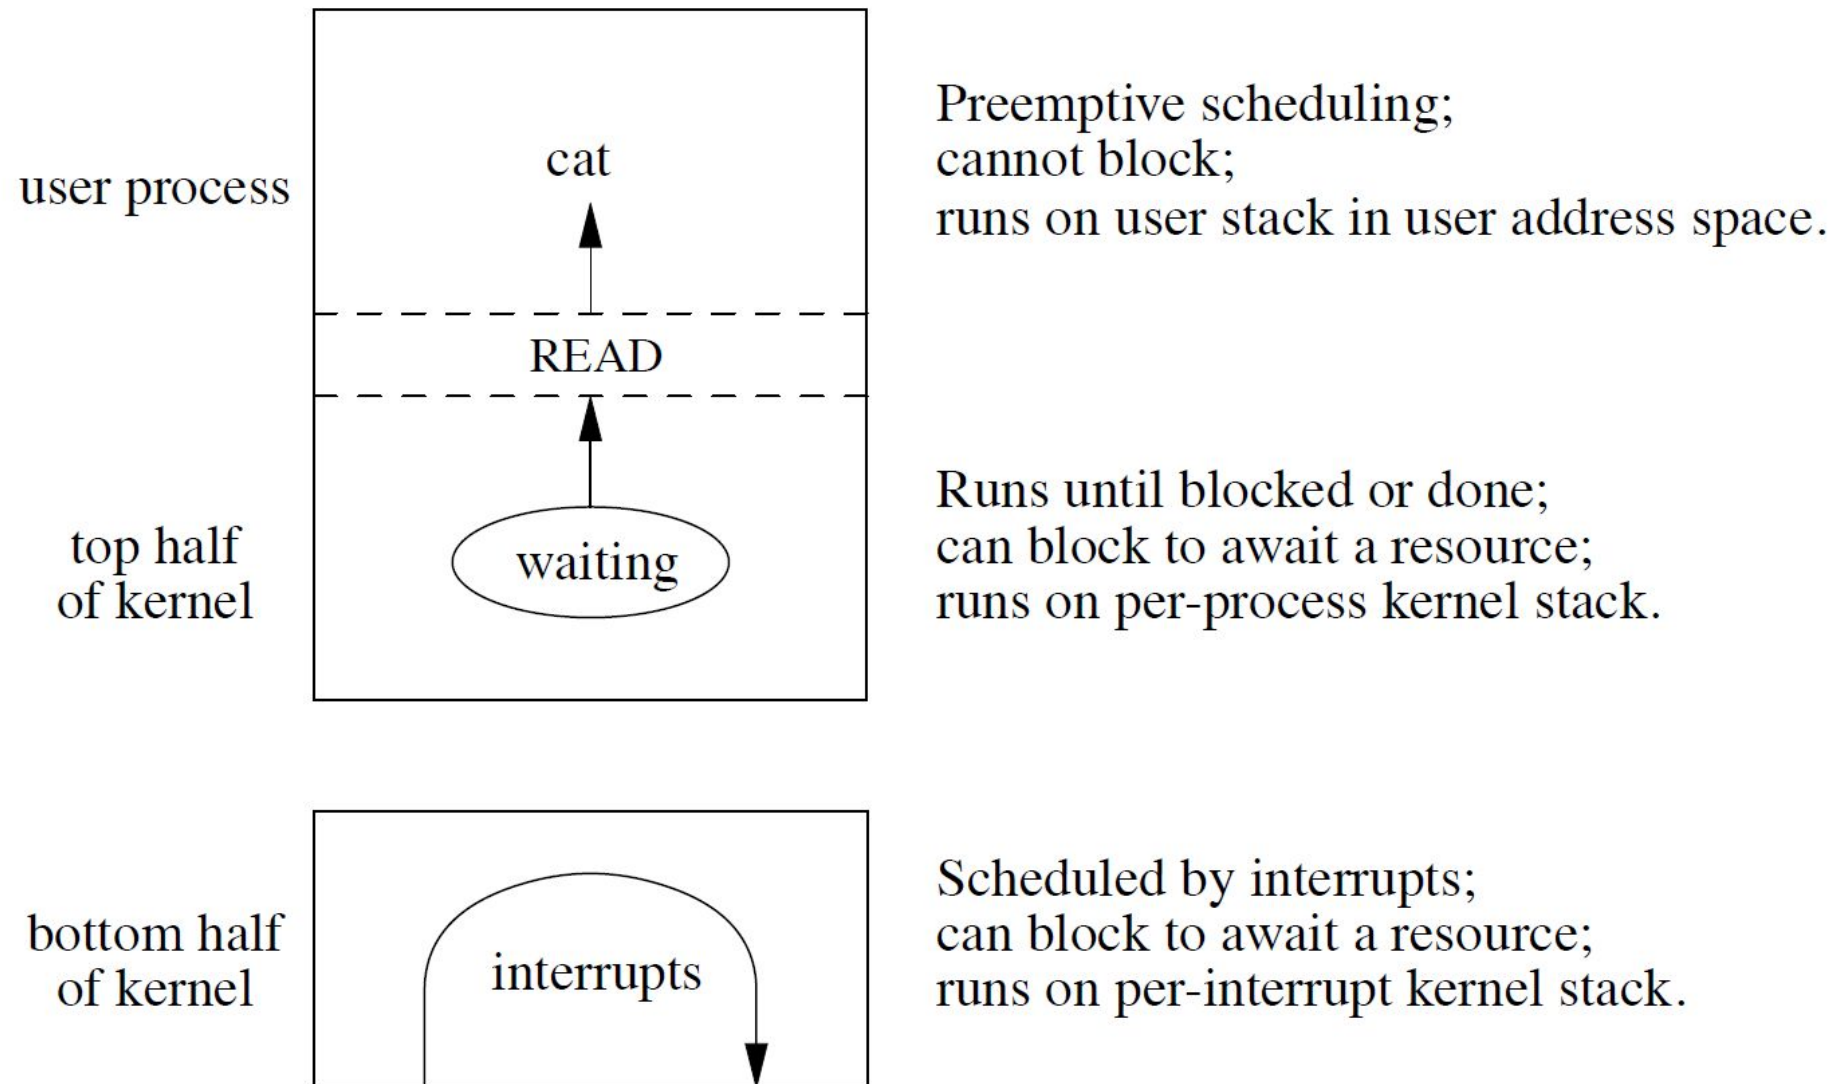 user process
cat
Preemptive scheduling;
cannot block;
runs on user stack in user address space.
READ
top half
of kernel
waiting
Runs until blocked or done;
can block to await a resource;
runs on per-process kernel stack.
bottom half
of kernel
interrupts
Scheduled by interrupts;
can block to await a resource;
runs on per-interrupt kernel stack.